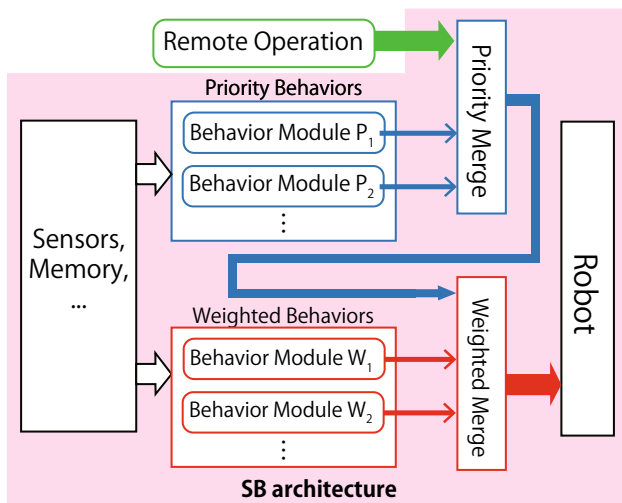 Remote Operation
Priority Behaviors
Behavior Module P1
Behavior Module P2
⋮
Priority Merge
Sensors,
Memory,
...
Weighted Behaviors
Behavior Module W1
Behavior Module W2
⋮
Weighted Merge
Robot
SB architecture